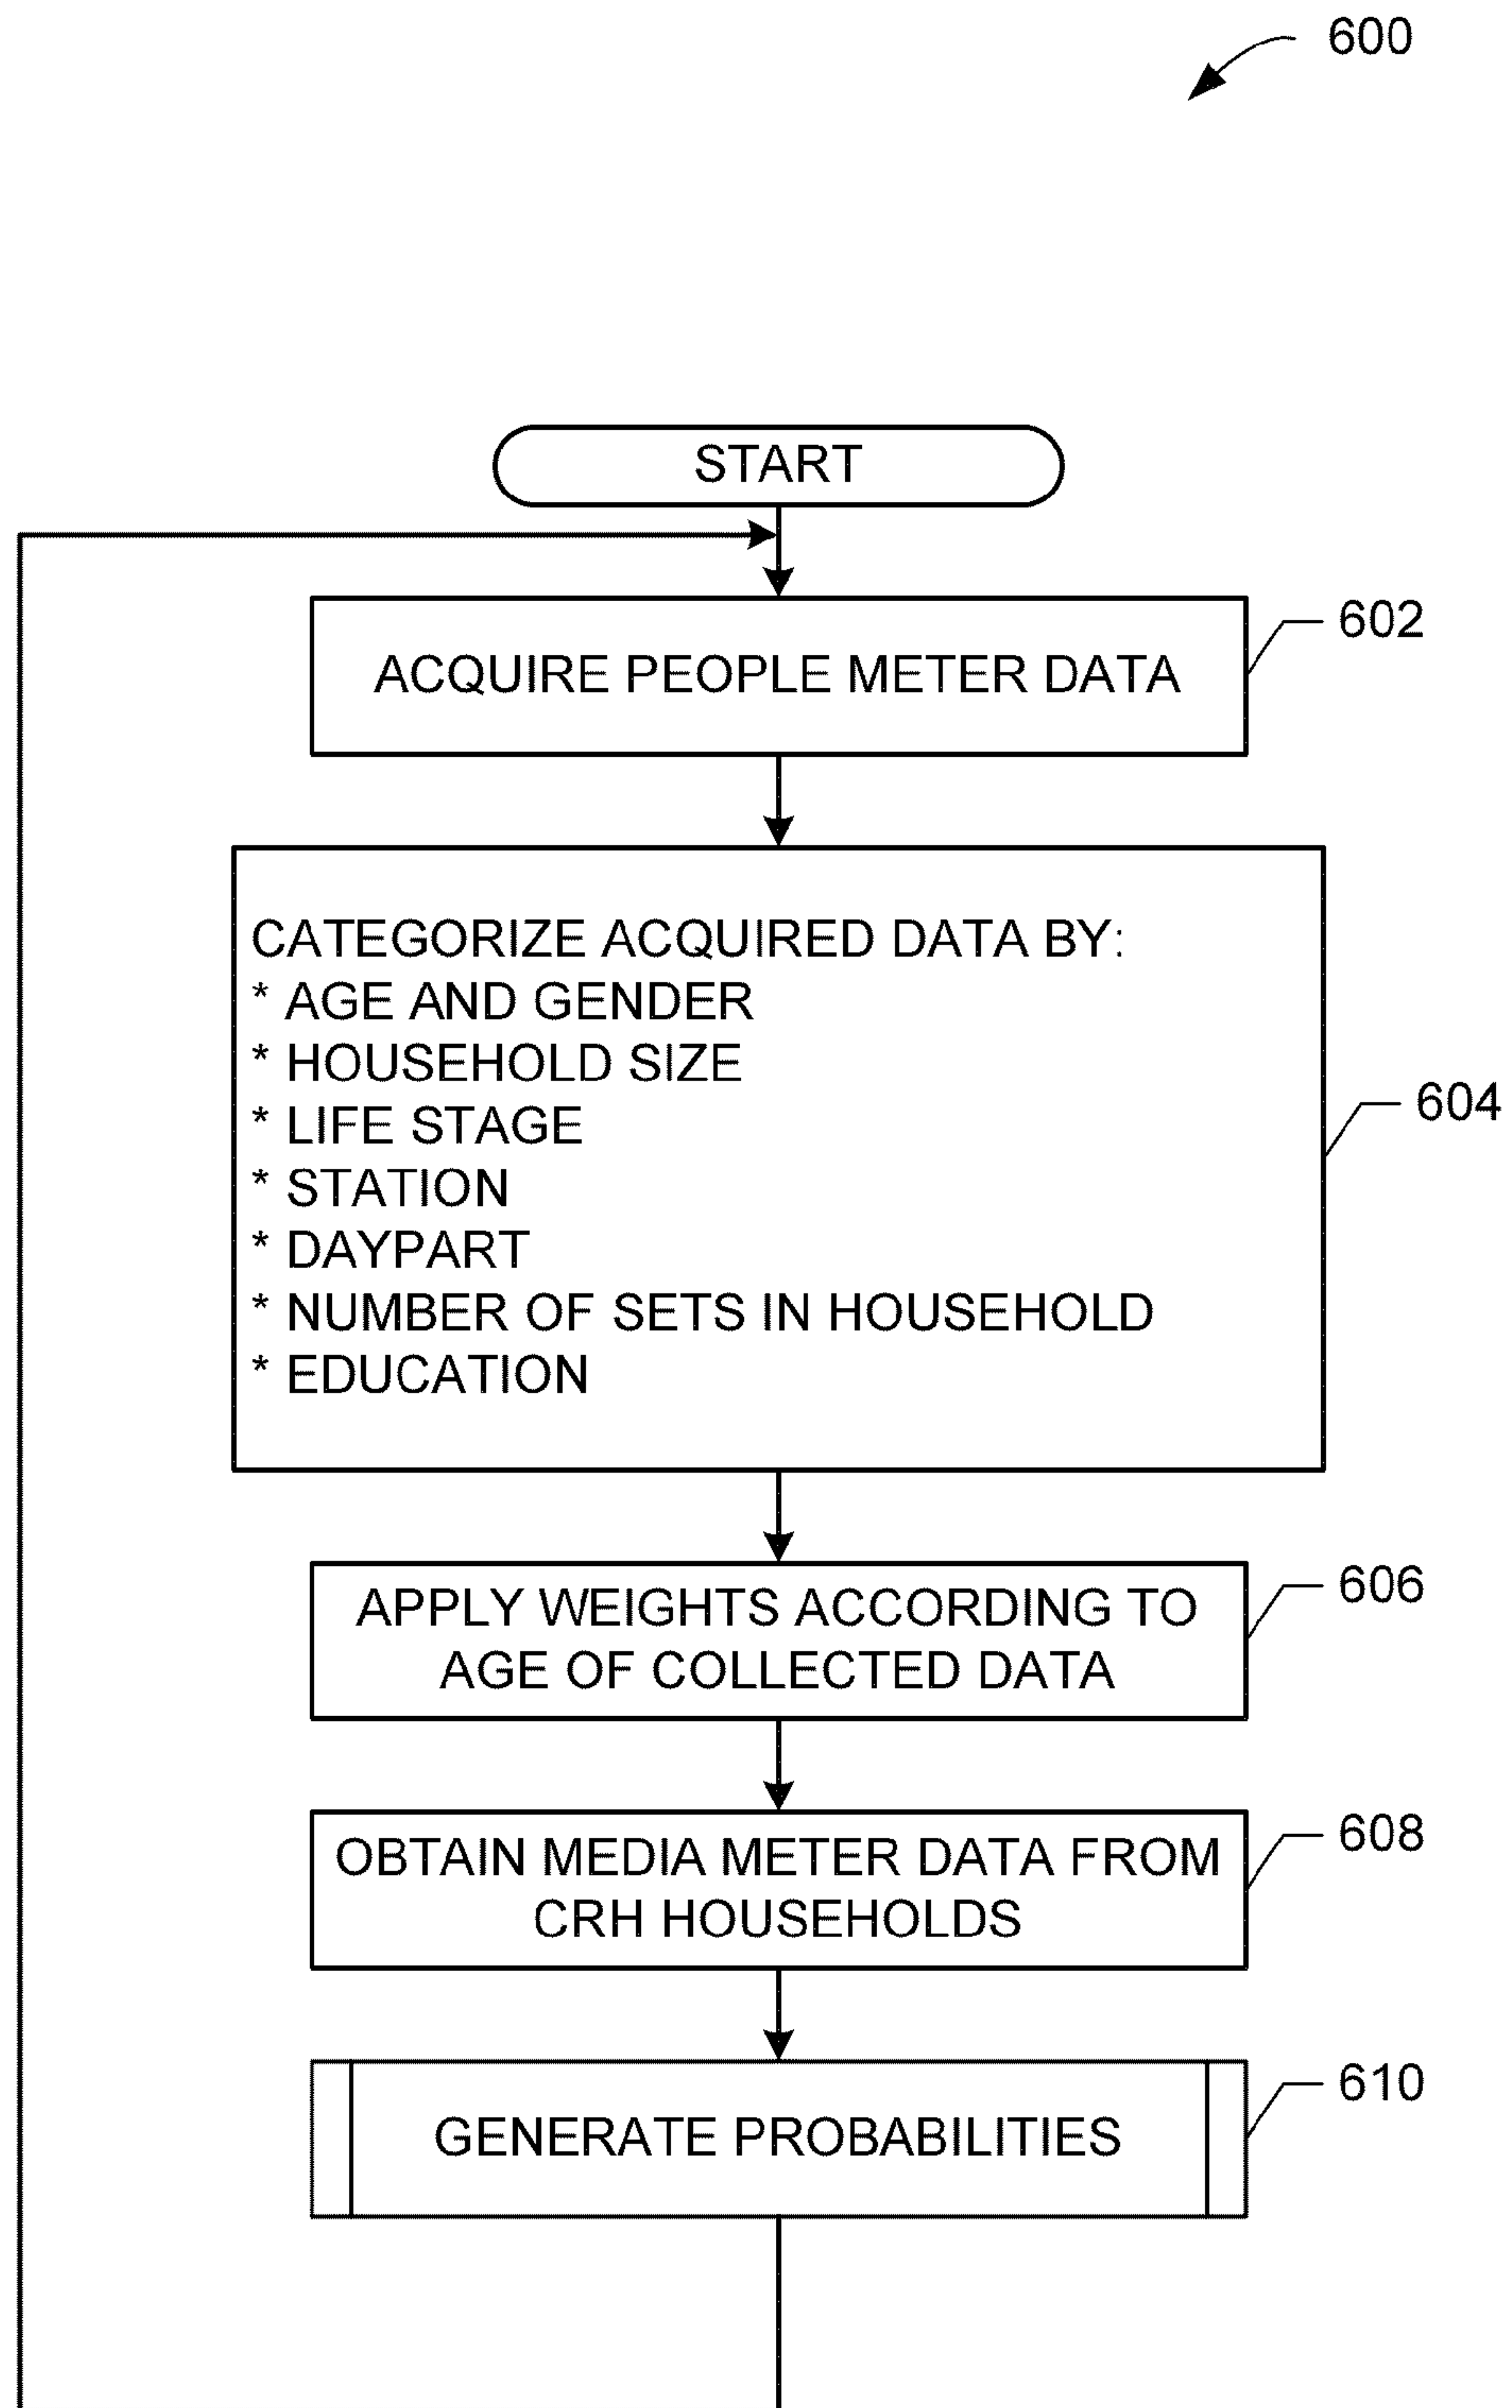 600
START
ACQUIRE PEOPLE METER DATA
602
CATEGORIZE ACQUIRED DATA BY:
* AGE AND GENDER
* HOUSEHOLD SIZE
* LIFE STAGE
* STATION
* DAYPART
* NUMBER OF SETS IN HOUSEHOLD
* EDUCATION
604
APPLY WEIGHTS ACCORDING TO
AGE OF COLLECTED DATA
606
OBTAIN MEDIA METER DATA FROM
CRH HOUSEHOLDS
608
GENERATE PROBABILITIES
610